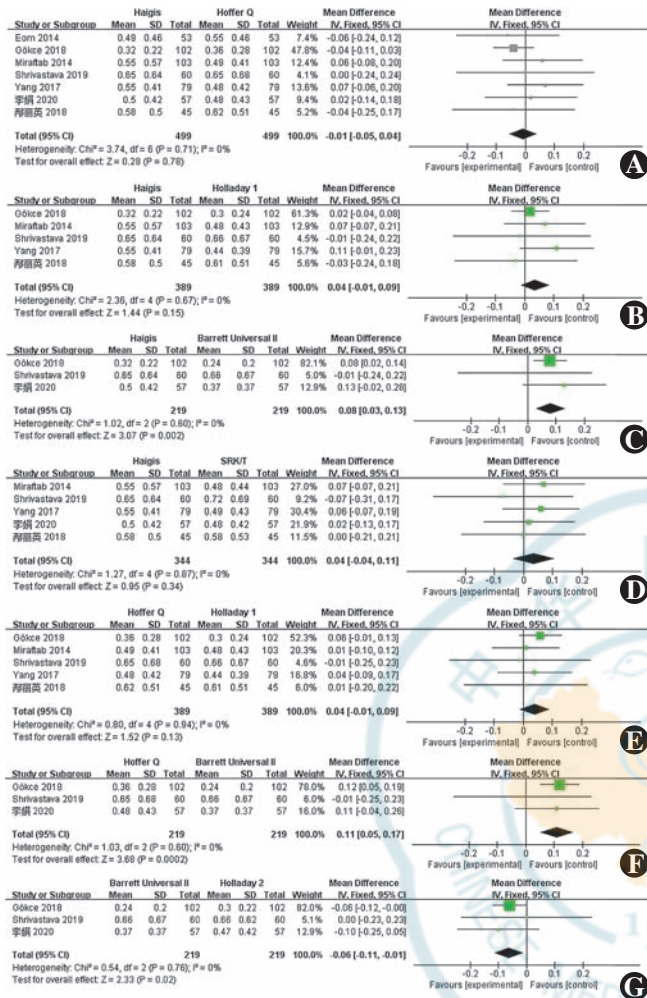 Haigis Hoffer Q Mean Difference Mean Difference
Study or Subgroup Mean SD Total Mean SD Total Weight IV, Fixed, 95% CI IV, Fixed, 95% CI
Eom 2014 0.49 0.46 53 0.55 0.46 53 7.4% -0.06 [-0.24, 0.12]
Gökce 2018 0.32 0.22 102 0.36 0.28 102 47.8% -0.04 [-0.11, 0.03]
Miraftab 2014 0.55 0.57 103 0.49 0.41 103 12.4% 0.06 [-0.08, 0.20]
Shrivastava 2019 0.65 0.64 60 0.65 0.68 60 4.1% 0.00 [-0.24, 0.24]
Yang 2017 0.55 0.41 79 0.48 0.42 79 13.8% 0.07 [-0.06, 0.20]
李娟 2020 0.5 0.42 57 0.48 0.43 57 9.4% 0.02 [-0.14, 0.18]
2018 0.58 0.5 45 0.62 0.51 45 5.2% -0.04 [-0.25, 0.17]
Total (95% CI) 499 499 100.0% -0.01 [-0.05, 0.04]
Heterogeneity: Chi² = 3.74, df = 6 (P = 0.71); I² = 0%
Test for overall effect: Z = 0.28 (P = 0.78)
-0.2 -0.1 0 0.1 0.2
Favours [experimental] Favours [control]
A
Haigis Holladay 1 Mean Difference Mean Difference
Study or Subgroup Mean SD Total Mean SD Total Weight IV, Fixed, 95% CI IV, Fixed, 95% CI
Gökce 2018 0.32 0.22 102 0.3 0.24 102 61.3% 0.02 [-0.04, 0.08]
Miraftab 2014 0.55 0.57 103 0.48 0.43 103 12.9% 0.07 [-0.07, 0.21]
Shrivastava 2019 0.65 0.64 60 0.66 0.67 60 4.5% -0.01 [-0.24, 0.22]
Yang 2017 0.55 0.41 79 0.44 0.39 79 15.7% 0.11 [-0.01, 0.23]
2018 0.58 0.5 45 0.61 0.51 45 5.6% -0.03 [-0.24, 0.18]
Total (95% CI) 389 389 100.0% 0.04 [-0.01, 0.09]
Heterogeneity: Chi² = 2.36, df = 4 (P = 0.67); I² = 0%
Test for overall effect: Z = 1.44 (P = 0.15)
-0.2 -0.1 0 0.1 0.2
Favours [experimental] Favours [control]
B
Haigis Barrett Universal II Mean Difference Mean Difference
Study or Subgroup Mean SD Total Mean SD Total Weight IV, Fixed, 95% CI IV, Fixed, 95% CI
Gökce 2018 0.32 0.22 102 0.24 0.2 102 82.1% 0.08 [0.02, 0.14]
Shrivastava 2019 0.65 0.64 60 0.66 0.67 60 5.0% -0.01 [-0.24, 0.22]
李娟 2020 0.5 0.42 57 0.37 0.37 57 12.9% 0.13 [-0.02, 0.28]
Total (95% CI) 219 219 100.0% 0.08 [0.03, 0.13]
Heterogeneity: Chi² = 1.02, df = 2 (P = 0.60); I² = 0%
Test for overall effect: Z = 3.07 (P = 0.002)
-0.2 -0.1 0 0.1 0.2
Favours [experimental] Favours [control]
C
Haigis SRK/T Mean Difference Mean Difference
Study or Subgroup Mean SD Total Mean SD Total Weight IV, Fixed, 95% CI IV, Fixed, 95% CI
Miraftab 2014 0.55 0.57 103 0.48 0.44 103 27.0% 0.07 [-0.07, 0.21]
Shrivastava 2019 0.65 0.64 60 0.72 0.69 60 9.2% -0.07 [-0.31, 0.17]
Yang 2017 0.55 0.41 79 0.49 0.43 79 30.4% 0.06 [-0.07, 0.19]
李娟 2020 0.5 0.42 57 0.48 0.42 57 21.9% 0.02 [-0.13, 0.17]
2018 0.58 0.5 45 0.58 0.53 45 11.5% 0.00 [-0.21, 0.21]
Total (95% CI) 344 344 100.0% 0.04 [-0.04, 0.11]
Heterogeneity: Chi² = 1.27, df = 4 (P = 0.87); I² = 0%
Test for overall effect: Z = 0.95 (P = 0.34)
-0.2 -0.1 0 0.1 0.2
Favours [experimental] Favours [control]
D
Hoffer Q Holladay 1 Mean Difference Mean Difference
Study or Subgroup Mean SD Total Mean SD Total Weight IV, Fixed, 95% CI IV, Fixed, 95% CI
Gökce 2018 0.36 0.28 102 0.3 0.24 102 52.3% 0.06 [-0.01, 0.13]
Miraftab 2014 0.49 0.41 103 0.48 0.43 103 20.3% 0.01 [-0.10, 0.12]
Shrivastava 2019 0.65 0.68 60 0.66 0.67 60 4.6% -0.01 [-0.25, 0.23]
Yang 2017 0.48 0.42 79 0.44 0.39 79 16.8% 0.04 [-0.09, 0.17]
2018 0.62 0.51 45 0.61 0.51 45 6.0% 0.01 [-0.20, 0.22]
Total (95% CI) 389 389 100.0% 0.04 [-0.01, 0.09]
Heterogeneity: Chi² = 0.80, df = 4 (P = 0.94); I² = 0%
Test for overall effect: Z = 1.52 (P = 0.13)
-0.2 -0.1 0 0.1 0.2
Favours [experimental] Favours [control]
E
Hoffer Q Barrett Universal II Mean Difference Mean Difference
Study or Subgroup Mean SD Total Mean SD Total Weight IV, Fixed, 95% CI IV, Fixed, 95% CI
Gökce 2018 0.36 0.28 102 0.24 0.2 102 78.0% 0.12 [0.05, 0.19]
Shrivastava 2019 0.65 0.68 60 0.66 0.67 60 6.0% -0.01 [-0.25, 0.23]
李娟 2020 0.48 0.43 57 0.37 0.37 57 16.0% 0.11 [-0.04, 0.26]
Total (95% CI) 219 219 100.0% 0.11 [0.05, 0.17]
Heterogeneity: Chi² = 1.03, df = 2 (P = 0.60); I² = 0%
Test for overall effect: Z = 3.68 (P = 0.0002)
-0.2 -0.1 0 0.1 0.2
Favours [experimental] Favours [control]
F
Barrett Universal II Holladay 2 Mean Difference Mean Difference
Study or Subgroup Mean SD Total Mean SD Total Weight IV, Fixed, 95% CI IV, Fixed, 95% CI
Gökce 2018 0.24 0.2 102 0.3 0.22 102 82.0% -0.06 [-0.12, -0.00]
Shrivastava 2019 0.66 0.67 60 0.66 0.62 60 5.1% 0.00 [-0.23, 0.23]
李娟 2020 0.37 0.37 57 0.47 0.42 57 12.9% -0.10 [-0.25, 0.05]
Total (95% CI) 219 219 100.0% -0.06 [-0.11, -0.01]
Heterogeneity: Chi² = 0.54, df = 2 (P = 0.76); I² = 0%
Test for overall effect: Z = 2.33 (P = 0.02)
-0.2 -0.1 0 0.1 0.2
Favours [experimental] Favours [control]
G